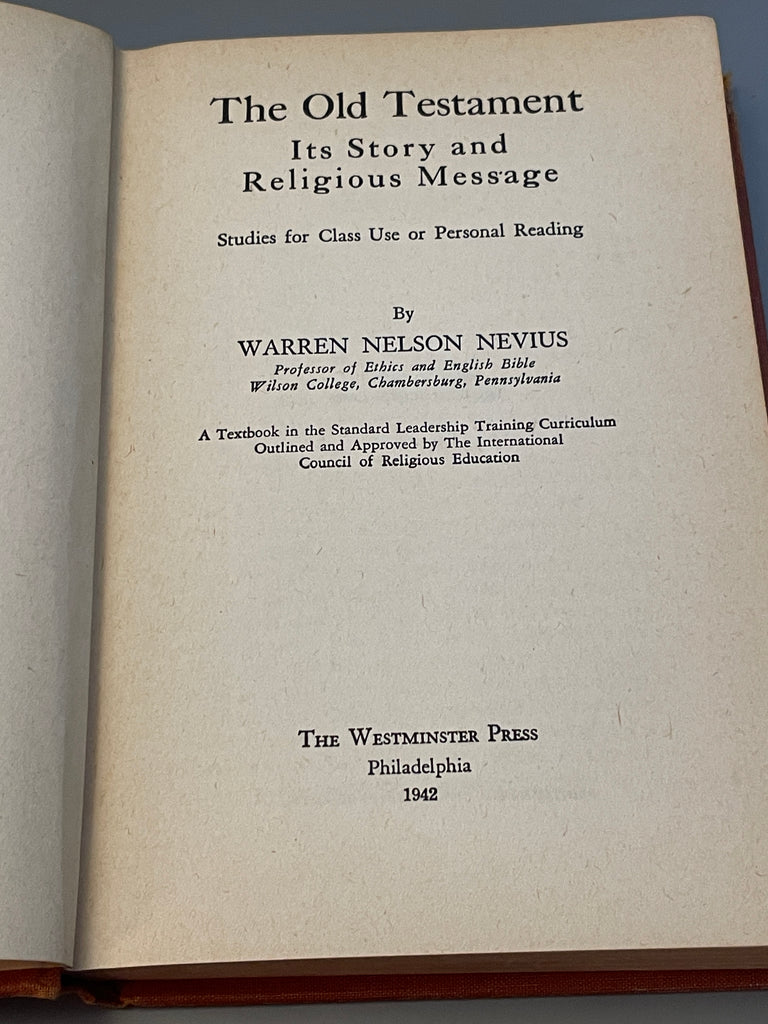 The Old Testament
Its Story and
Religious Message
Studies for Class Use or Personal Reading
By
WARREN NELSON NEVIUS
Professor of Ethics and English Bible
Wilson College, Chambersburg, Pennsylvania
A Textbook in the Standard Leadership Training Curriculum
Outlined and Approved by The International
Council of Religious Education
THE WESTMINSTER PRESS
Philadelphia
1942